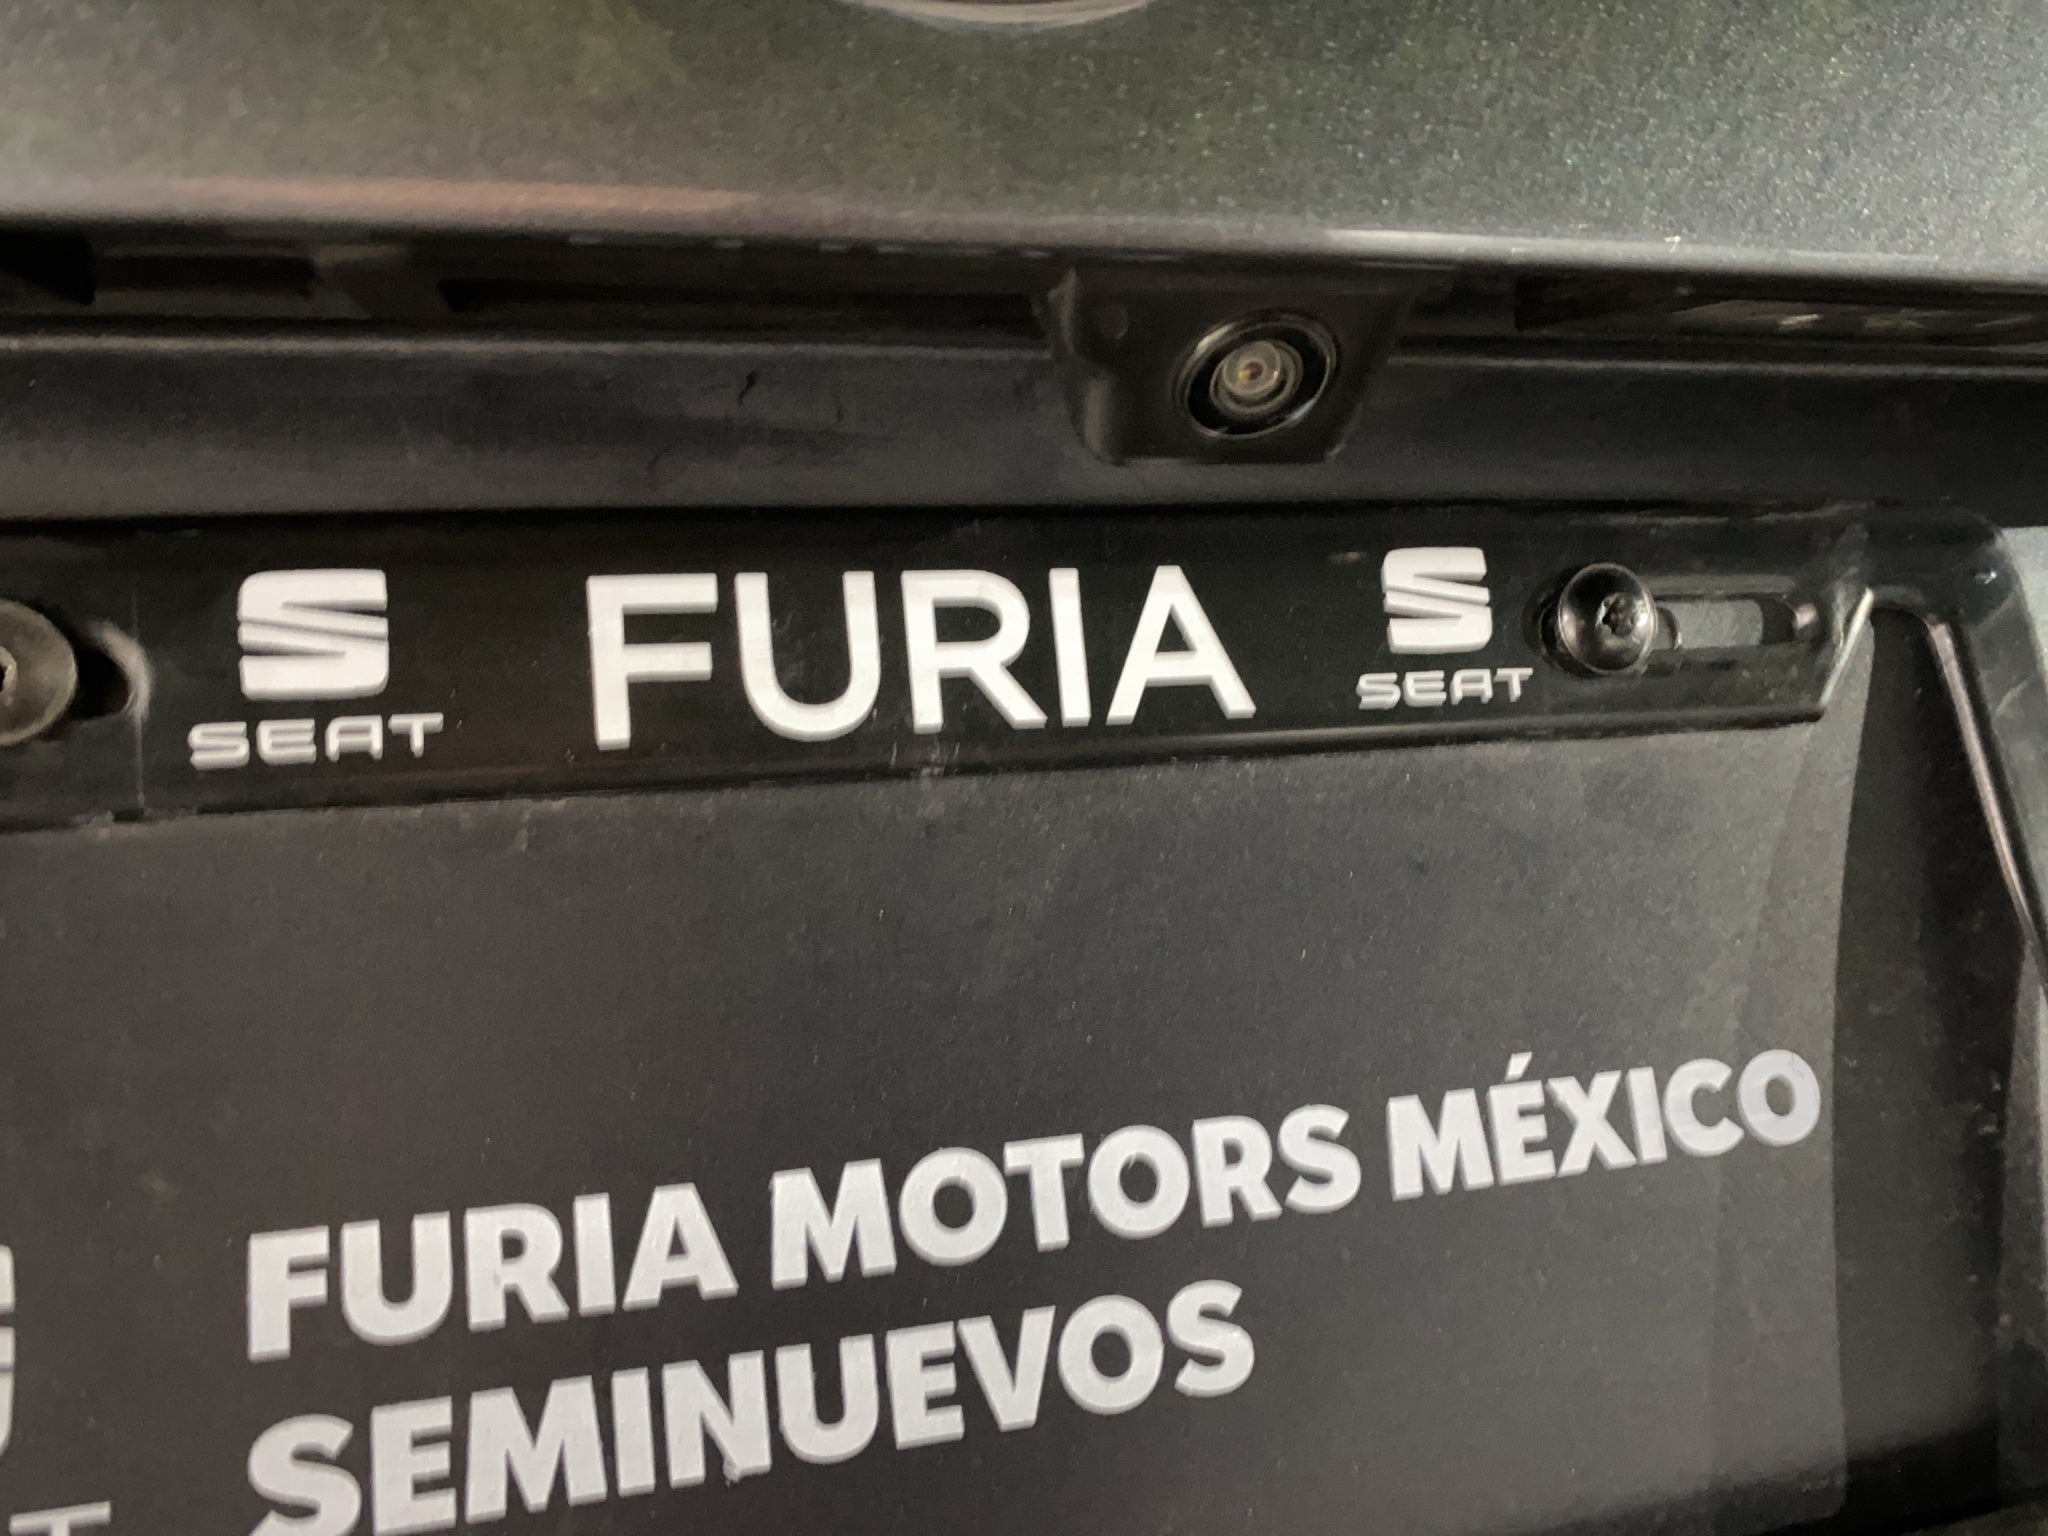 SEAT FURIA SEAT
FURIA MOTORS MÉXICO
SEMINUEVOS